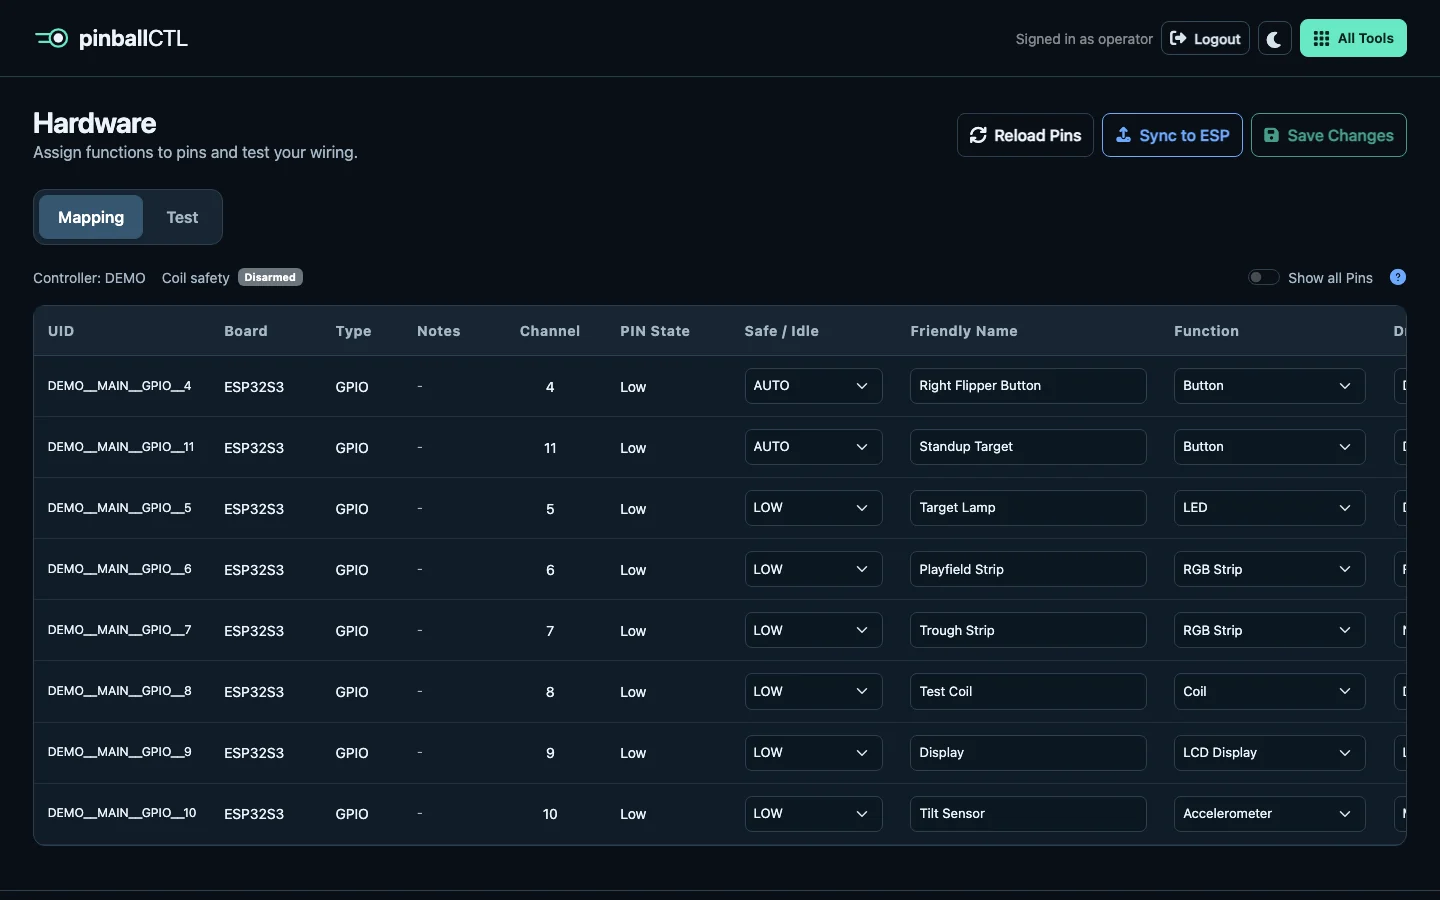 pinballCTL
Signed in as operator
Logout
All Tools
Hardware
Assign functions to pins and test your wiring.
Reload Pins
Sync to ESP
Save Changes
Mapping
Test
Controller: DEMO
Coil safety
Disarmed
Show all Pins
?
UID Board Type Notes Channel PIN State Safe / Idle Friendly Name Function
DEMO__MAIN__GPIO__4 ESP32S3 GPIO - 4 Low AUTO Right Flipper Button Button
DEMO__MAIN__GPIO__11 ESP32S3 GPIO - 11 Low AUTO Standup Target Button
DEMO__MAIN__GPIO__5 ESP32S3 GPIO - 5 Low LOW Target Lamp LED
DEMO__MAIN__GPIO__6 ESP32S3 GPIO - 6 Low LOW Playfield Strip RGB Strip
DEMO__MAIN__GPIO__7 ESP32S3 GPIO - 7 Low LOW Trough Strip RGB Strip
DEMO__MAIN__GPIO__8 ESP32S3 GPIO - 8 Low LOW Test Coil Coil
DEMO__MAIN__GPIO__9 ESP32S3 GPIO - 9 Low LOW Display LCD Display
DEMO__MAIN__GPIO__10 ESP32S3 GPIO - 10 Low LOW Tilt Sensor Accelerometer